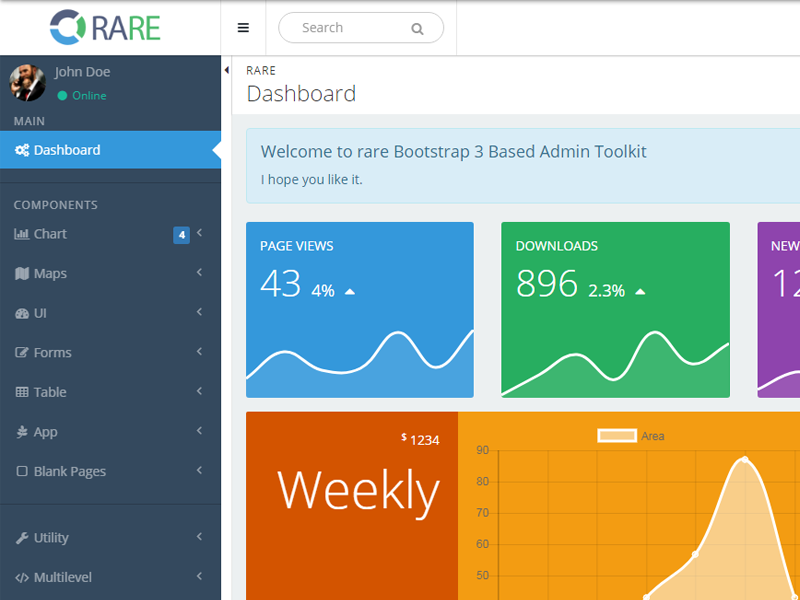 RARE
Search
John Doe
Online
MAIN
Dashboard
COMPONENTS
Chart 4
Maps
UI
Forms
Table
App
Blank Pages
Utility
Multilevel
RARE
Dashboard
Welcome to rare Bootstrap 3 Based Admin Toolkit
I hope you like it.
PAGE VIEWS
43 4%
DOWNLOADS
896 2.3%
NEW
12
$ 1234
Weekly
Area
90
80
70
60
50